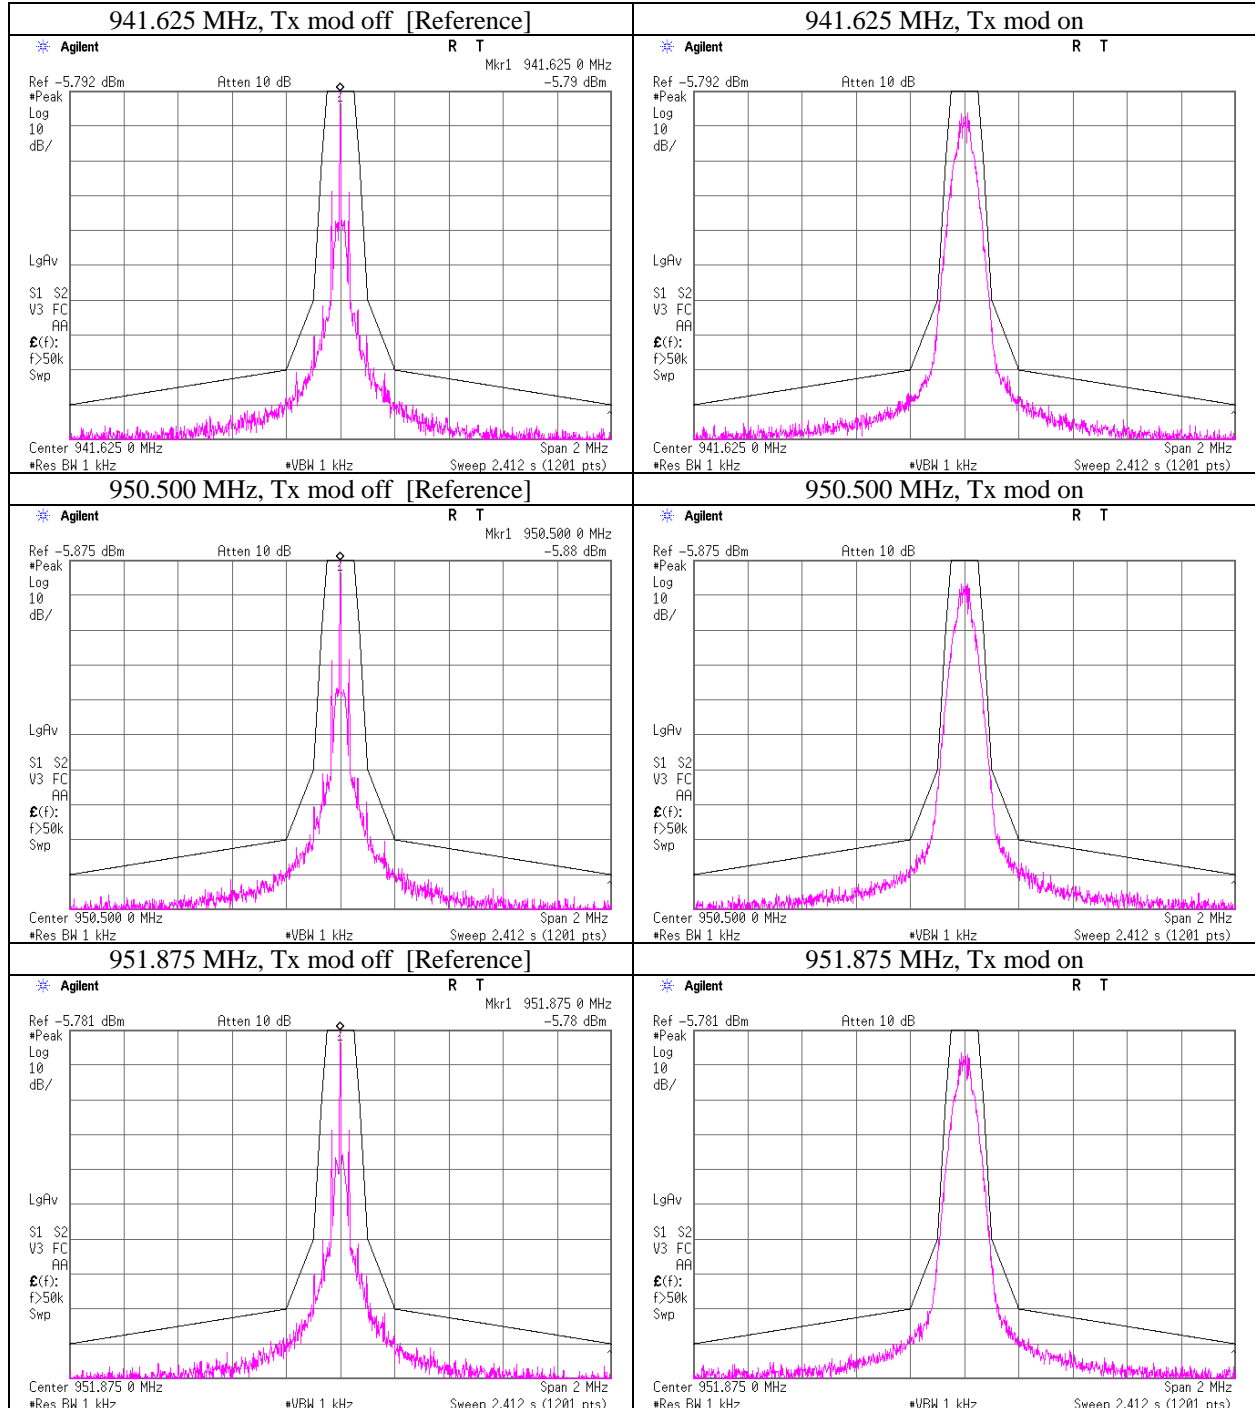 941.625 MHz, Tx mod off [Reference]
941.625 MHz, Tx mod on
Agilent
R T
Mkr1 941.625 0 MHz
Ref -5.792 dBm
Atten 10 dB
-5.79 dBm
#Peak
Log
10
dB/
1
LgAv
S1 S2
V3 FC
AA
£(f):
f>50k
Swp
Center 941.625 0 MHz
Span 2 MHz
#Res BW 1 kHz
#VBW 1 kHz
Sweep 2.412 s (1201 pts)
Agilent
R T
Ref -5.792 dBm
Atten 10 dB
#Peak
Log
10
dB/
LgAv
S1 S2
V3 FC
AA
£(f):
f>50k
Swp
Center 941.625 0 MHz
Span 2 MHz
#Res BW 1 kHz
#VBW 1 kHz
Sweep 2.412 s (1201 pts)
950.500 MHz, Tx mod off [Reference]
950.500 MHz, Tx mod on
Agilent
R T
Mkr1 950.500 0 MHz
Ref -5.875 dBm
Atten 10 dB
-5.88 dBm
#Peak
Log
10
dB/
1
LgAv
S1 S2
V3 FC
AA
£(f):
f>50k
Swp
Center 950.500 0 MHz
Span 2 MHz
#Res BW 1 kHz
#VBW 1 kHz
Sweep 2.412 s (1201 pts)
Agilent
R T
Ref -5.875 dBm
Atten 10 dB
#Peak
Log
10
dB/
LgAv
S1 S2
V3 FC
AA
£(f):
f>50k
Swp
Center 950.500 0 MHz
Span 2 MHz
#Res BW 1 kHz
#VBW 1 kHz
Sweep 2.412 s (1201 pts)
951.875 MHz, Tx mod off [Reference]
951.875 MHz, Tx mod on
Agilent
R T
Mkr1 951.875 0 MHz
Ref -5.781 dBm
Atten 10 dB
-5.78 dBm
#Peak
Log
10
dB/
1
LgAv
S1 S2
V3 FC
AA
£(f):
f>50k
Swp
Center 951.875 0 MHz
Span 2 MHz
#Res BW 1 kHz
#VBW 1 kHz
Sweep 2.412 s (1201 pts)
Agilent
R T
Ref -5.781 dBm
Atten 10 dB
#Peak
Log
10
dB/
LgAv
S1 S2
V3 FC
AA
£(f):
f>50k
Swp
Center 951.875 0 MHz
Span 2 MHz
#Res BW 1 kHz
#VBW 1 kHz
Sweep 2.412 s (1201 pts)